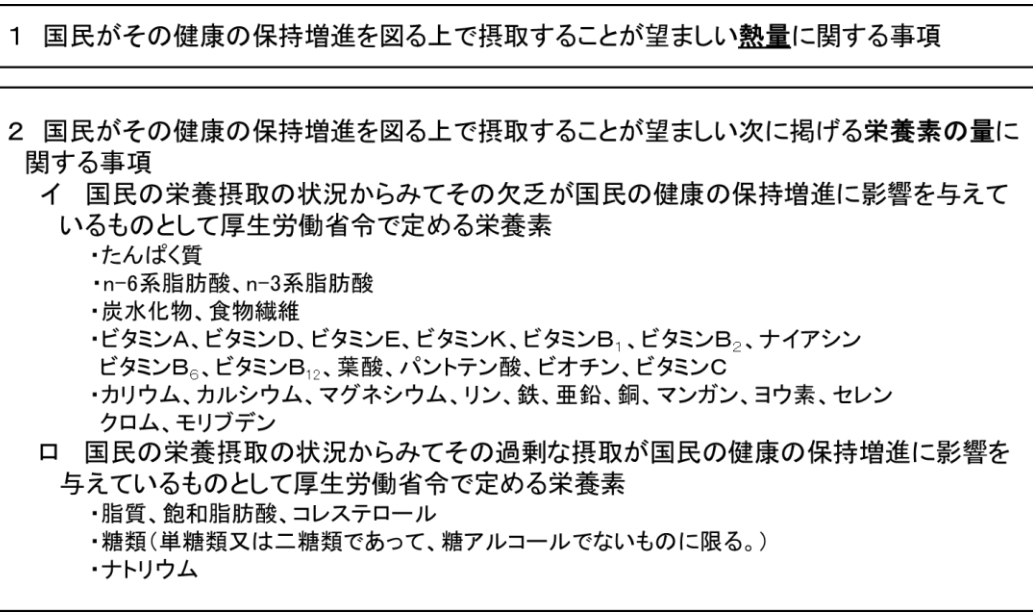 1 国民がその健康の保持増進を図る上で摂取することが望ましい熱量に関する事項
2 国民がその健康の保持増進を図る上で摂取することが望ましい次に掲げる栄養素の量に
関する事項
イ 国民の栄養摂取の状況からみてその欠乏が国民の健康の保持増進に影響を与えて
いるものとして厚生労働省令で定める栄養素
・たんぱく質
・n-6系脂肪酸、n-3系脂肪酸
・炭水化物、食物繊維
・ビタミンA、ビタミンD、ビタミンE、ビタミンK、ビタミンB₁、ビタミンB₂、ナイアシン
ビタミンB₆、ビタミンB₁₂、葉酸、パントテン酸、ビオチン、ビタミンC
・カリウム、カルシウム、マグネシウム、リン、鉄、亜鉛、銅、マンガン、ヨウ素、セレン
クロム、モリブデン
ロ 国民の栄養摂取の状況からみてその過剰な摂取が国民の健康の保持増進に影響を
与えているものとして厚生労働省令で定める栄養素
・脂質、飽和脂肪酸、コレステロール
・糖類(単糖類又は二糖類であって、糖アルコールでないものに限る。)
・ナトリウム